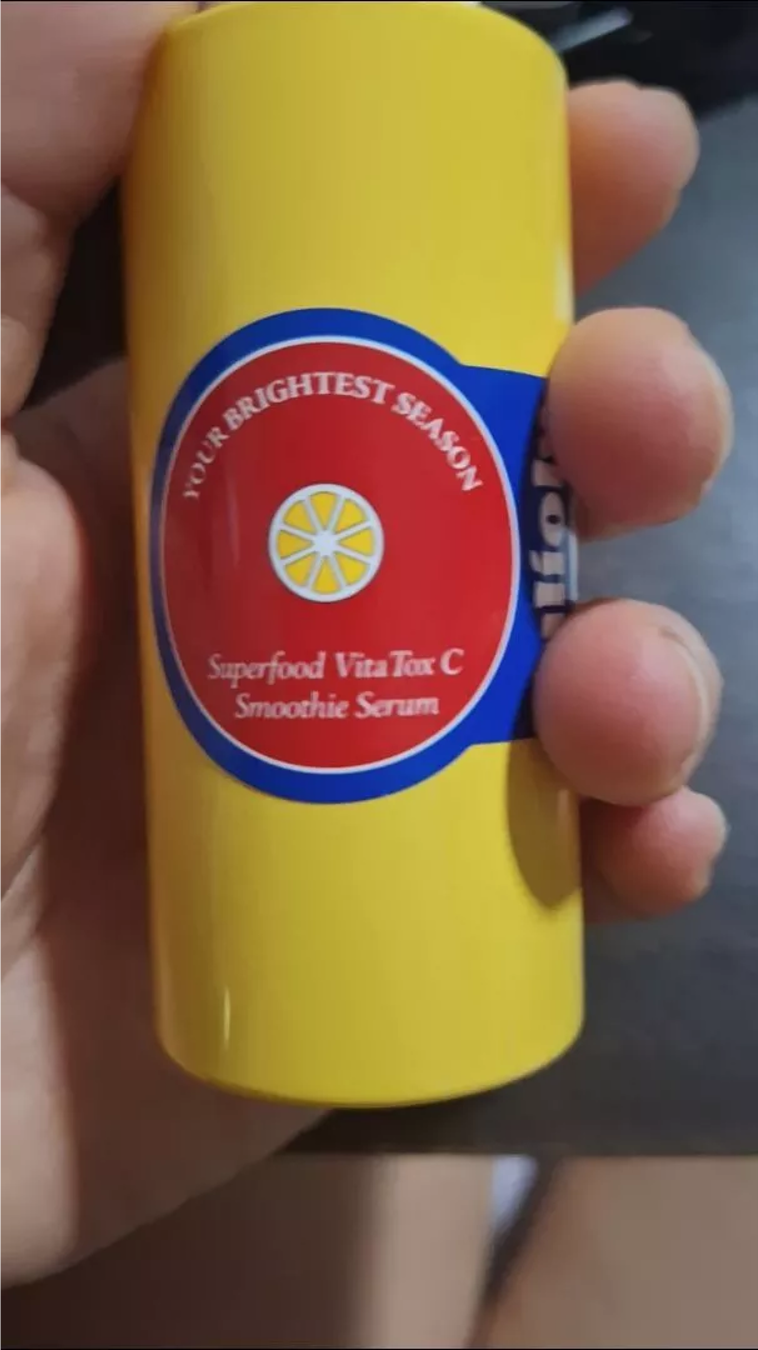 YOUR BRIGHTEST SEASON
Superfood VitaTox C
Smoothie Serum